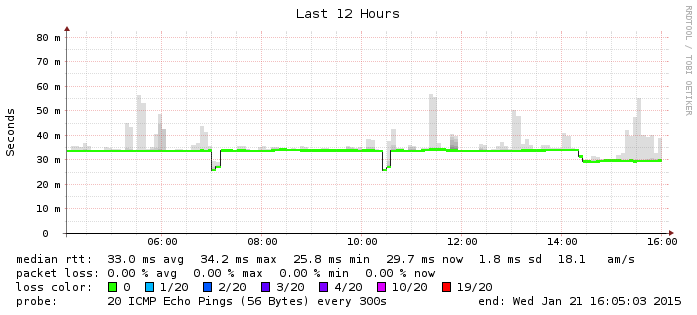 Last 12 Hours
RRDTOOL / TOBI OETIKER
Seconds
80 m
70 m
60 m
50 m
40 m
30 m
20 m
10 m
0
06:00 08:00 10:00 12:00 14:00 16:00
median rtt: 33.0 ms avg 34.2 ms max 25.8 ms min 29.7 ms now 1.8 ms sd 18.1 am/s
packet loss: 0.00 % avg 0.00 % max 0.00 % min 0.00 % now
loss color: 0 1/20 2/20 3/20 4/20 10/20 19/20
probe: 20 ICMP Echo Pings (56 Bytes) every 300s end: Wed Jan 21 16:05:03 2015